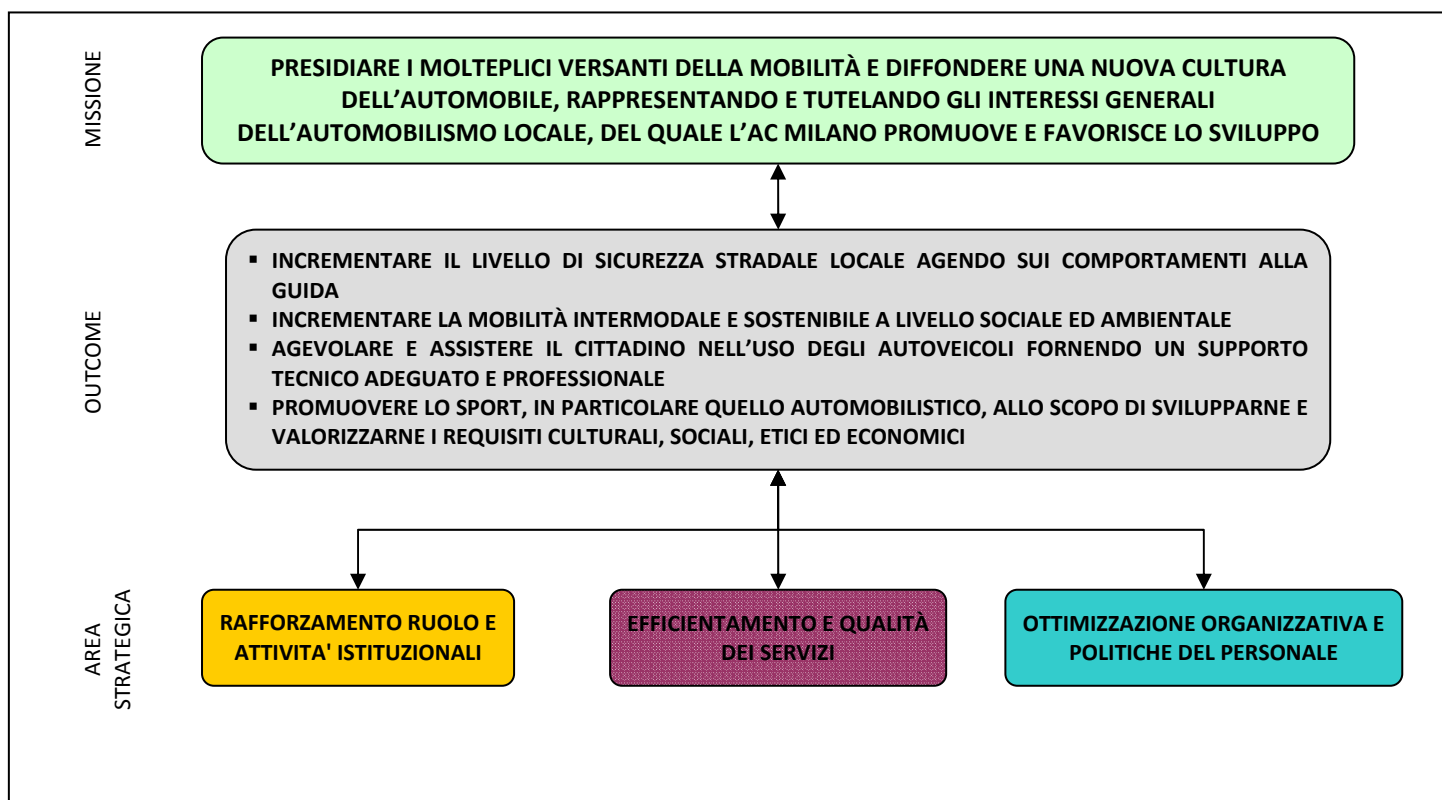 MISSIONE
PRESIDIARE I MOLTEPLICI VERSANTI DELLA MOBILITÀ E DIFFONDERE UNA NUOVA CULTURA
DELL’AUTOMOBILE, RAPPRESENTANDO E TUTELANDO GLI INTERESSI GENERALI
DELL’AUTOMOBILISMO LOCALE, DEL QUALE L’AC MILANO PROMUOVE E FAVORISCE LO SVILUPPO
OUTCOME
▪ INCREMENTARE IL LIVELLO DI SICUREZZA STRADALE LOCALE AGENDO SUI COMPORTAMENTI ALLA
GUIDA
▪ INCREMENTARE LA MOBILITÀ INTERMODALE E SOSTENIBILE A LIVELLO SOCIALE ED AMBIENTALE
▪ AGEVOLARE E ASSISTERE IL CITTADINO NELL’USO DEGLI AUTOVEICOLI FORNENDO UN SUPPORTO
TECNICO ADEGUATO E PROFESSIONALE
▪ PROMUOVERE LO SPORT, IN PARTICOLARE QUELLO AUTOMOBILISTICO, ALLO SCOPO DI SVILUPPARNE E
VALORIZZARNE I REQUISITI CULTURALI, SOCIALI, ETICI ED ECONOMICI
AREA
STRATEGICA
RAFFORZAMENTO RUOLO E
ATTIVITA' ISTITUZIONALI
EFFICIENTAMENTO E QUALITÀ
DEI SERVIZI
OTTIMIZZAZIONE ORGANIZZATIVA E
POLITICHE DEL PERSONALE